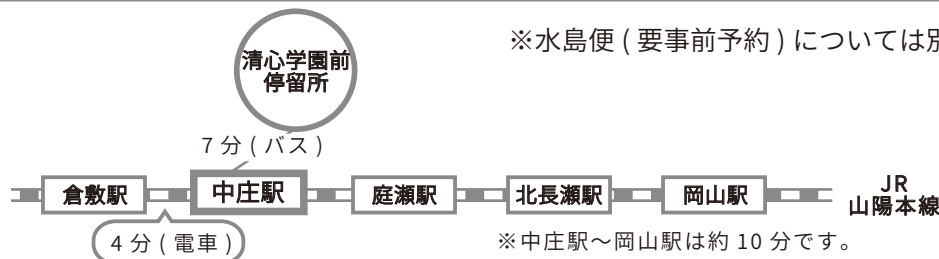 ※水島便 ( 要事前予約 ) については別
清心学園前
停留所
7 分 ( バス )
倉敷駅
中庄駅
庭瀬駅
北長瀬駅
岡山駅
JR
山陽本線
4 分 ( 電車 )
※中庄駅～岡山駅は約 10 分です。